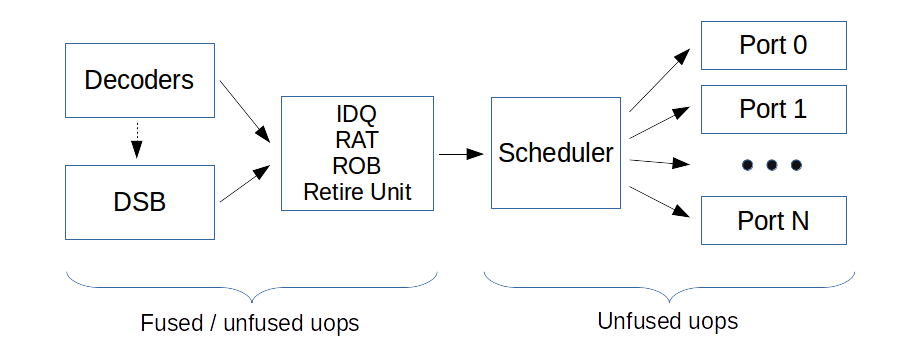 Decoders
DSB
IDQ
RAT
ROB
Retire Unit
Scheduler
Port 0
Port 1
Port N
Fused / unfused uops
Unfused uops